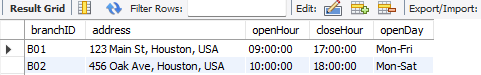 Result Grid Filter Rows: Edit: Export/Import:
branchID address openHour closeHour openDay
B01 123 Main St, Houston, USA 09:00:00 17:00:00 Mon-Fri
B02 456 Oak Ave, Houston, USA 10:00:00 18:00:00 Mon-Sat